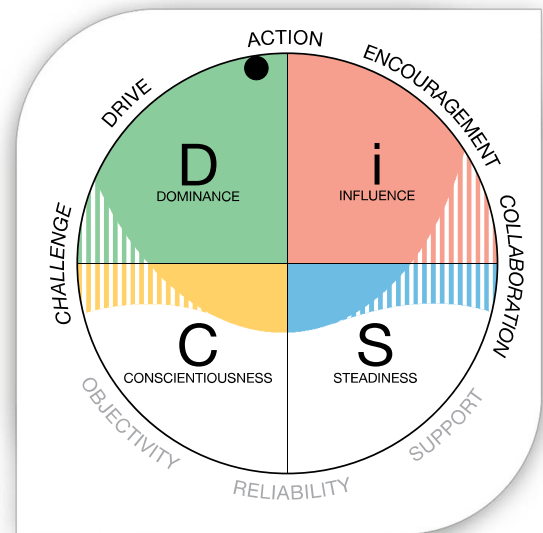 ACTION
DRIVE
ENCOURAGEMENT
D
DOMINANCE
i
INFLUENCE
CHALLENGE
COLLABORATION
C
CONSCIENTIOUSNESS
S
STEADINESS
OBJECTIVITY
SUPPORT
RELIABILITY